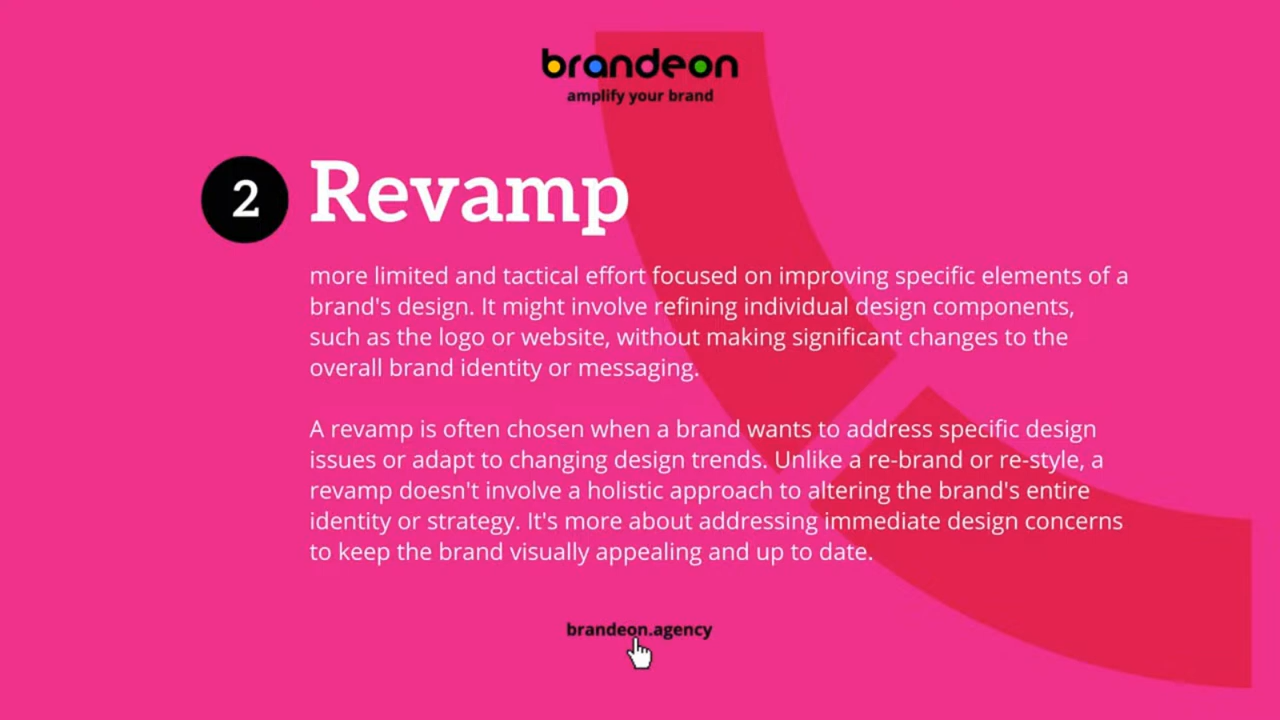 brandeon
amplify your brand
2 Revamp
more limited and tactical effort focused on improving specific elements of a
brand's design. It might involve refining individual design components,
such as the logo or website, without making significant changes to the
overall brand identity or messaging.
A revamp is often chosen when a brand wants to address specific design
issues or adapt to changing design trends. Unlike a re-brand or re-style, a
revamp doesn't involve a holistic approach to altering the brand's entire
identity or strategy. It's more about addressing immediate design concerns
to keep the brand visually appealing and up to date.
brandeon.agency